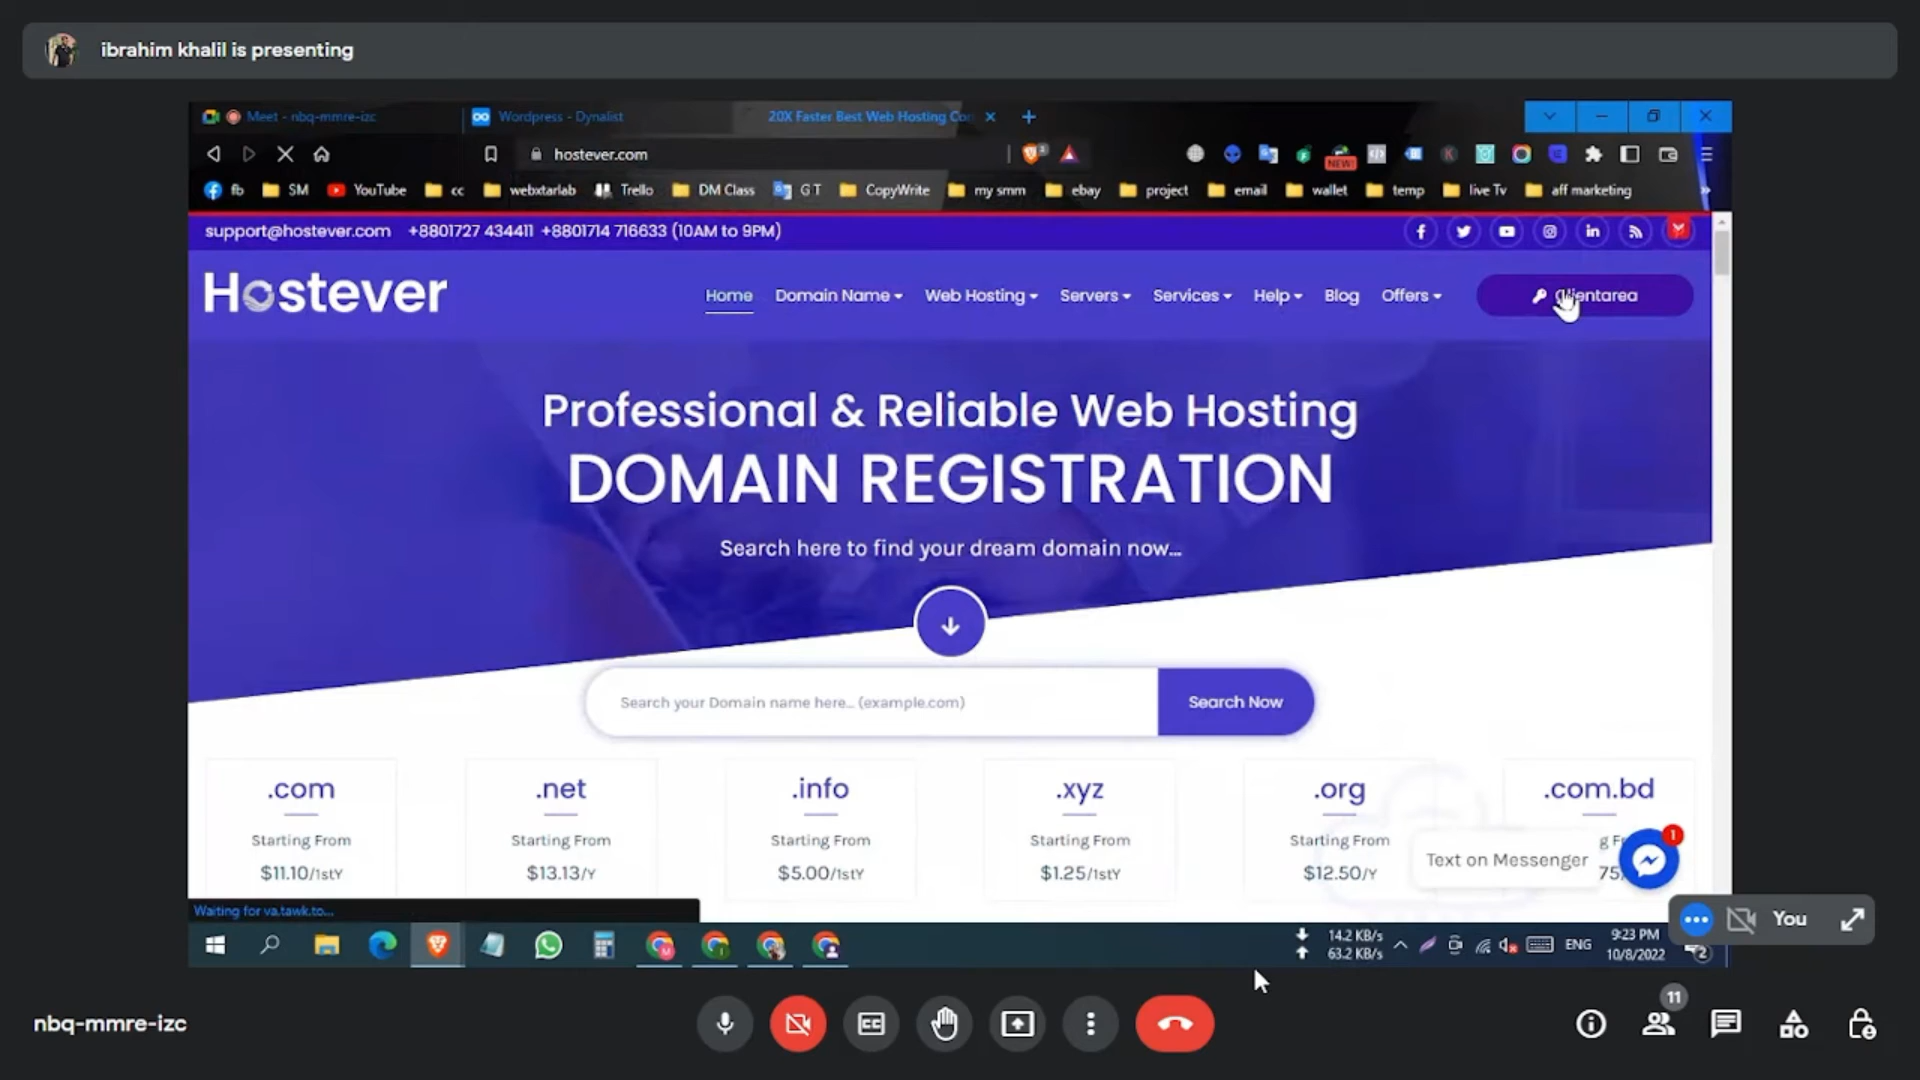 ibrahim khalil is presenting
Meet - nbq-mmre-izc
Wordpress - Dynalist
20X Faster Best Web Hosting Co
hostever.com
NEW!
fb
SM
YouTube
cc
webxtarlab
Trello
DM Class
G T
CopyWrite
my smm
ebay
project
email
wallet
temp
live Tv
aff marketing
support@hostever.com +8801727 434411 +8801714 716633 (10AM to 9PM)
Hostever
Home
Domain Name
Web Hosting
Servers
Services
Help
Blog
Offers
Clientarea
Professional & Reliable Web Hosting
DOMAIN REGISTRATION
Search here to find your dream domain now...
Search your Domain name here... (example.com)
Search Now
.com
.net
.info
.xyz
.org
.com.bd
Starting From
Starting From
Starting From
Starting From
Starting From
$11.10/1stY
$13.13/Y
$5.00/1stY
$1.25/1stY
$12.50/Y
Text on Messenger
1
Waiting for va.tawk.to...
14.2 KB/s
63.2 KB/s
ENG
9:23 PM
10/8/2022
2
You
nbq-mmre-izc
11